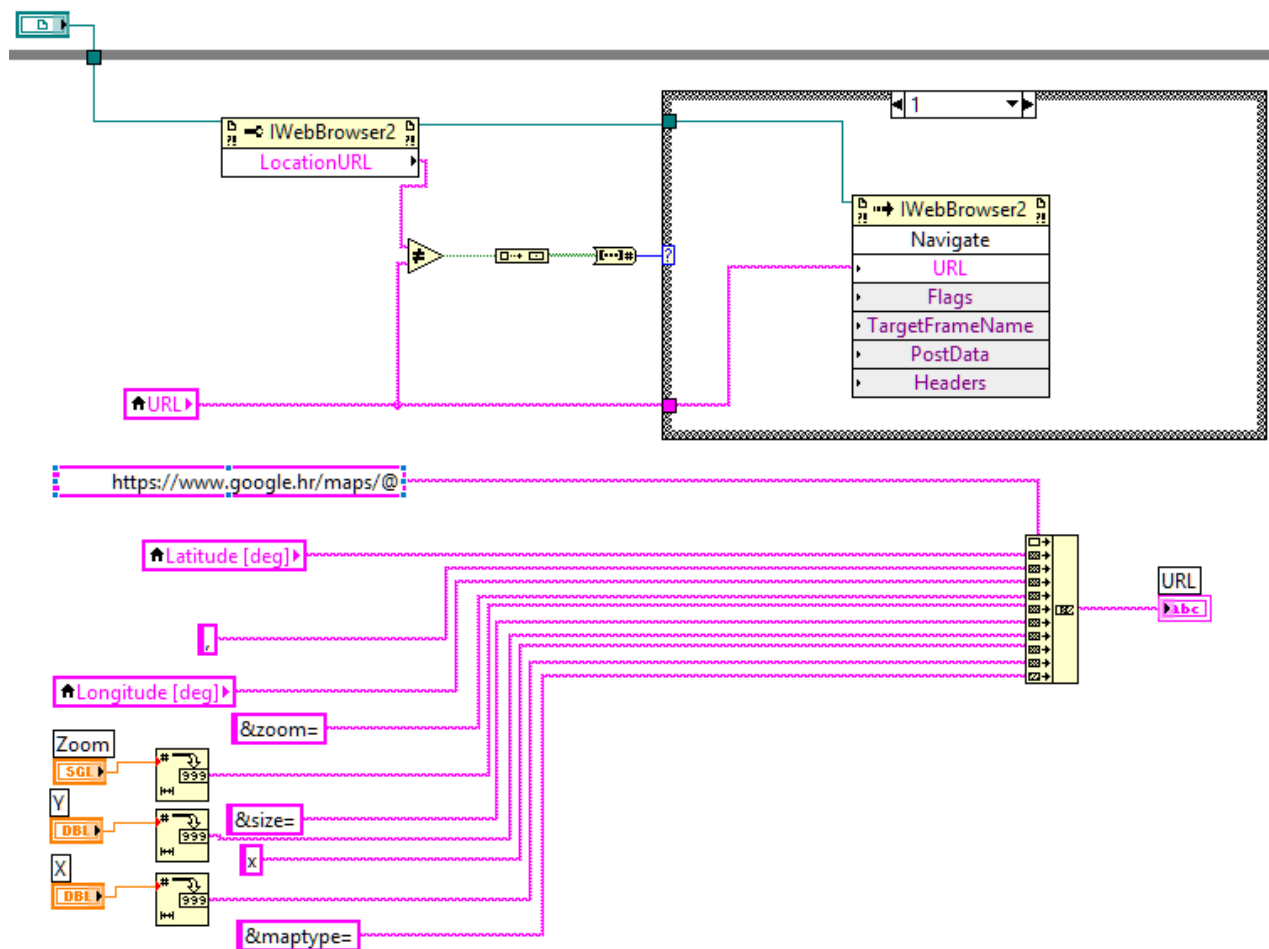 1
IWebBrowser2
LocationURL
IWebBrowser2
Navigate
URL
Flags
TargetFrameName
PostData
Headers
?
URL
https://www.google.hr/maps/@
Latitude [deg]
,
Longitude [deg]
&zoom=
Zoom
SGL
# 999
Y
DBL
# 999
&size=
x
X
DBL
# 999
&maptype=
URL
abc